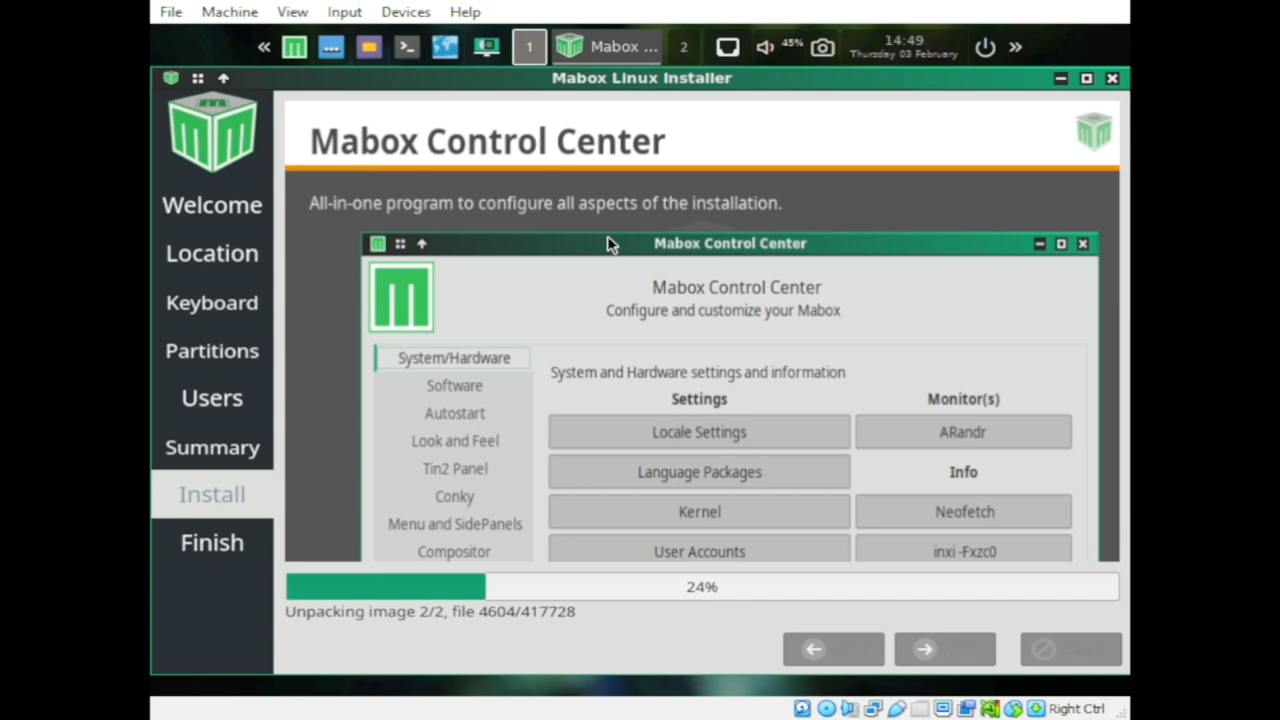 File Machine View Input Devices Help
1 Mabox ... 2 45% 14:49
Thursday 03 February
Mabox Linux Installer
Mabox Control Center
All-in-one program to configure all aspects of the installation.
Welcome
Location
Keyboard
Partitions
Users
Summary
Install
Finish
Mabox Control Center
Mabox Control Center
Configure and customize your Mabox
System/Hardware
Software
Autostart
Look and Feel
Tin2 Panel
Conky
Menu and SidePanels
Compositor
System and Hardware settings and information
Settings Monitor(s)
Locale Settings ARandr
Language Packages Info
Kernel Neofetch
User Accounts inxi -Fxzc0
24%
Unpacking image 2/2, file 4604/417728
Right Ctrl